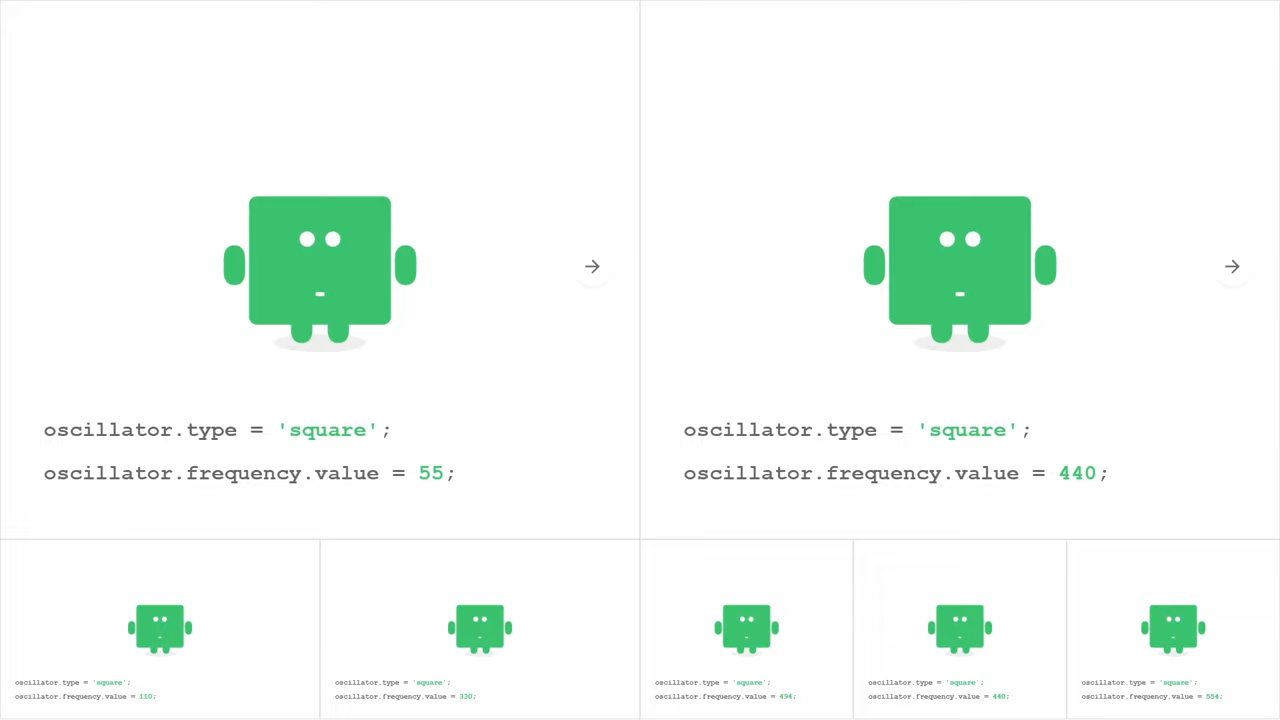 oscillator.type = 'square';
oscillator.frequency.value = 55;
oscillator.type = 'square';
oscillator.frequency.value = 440;
oscillator.type = 'square';
oscillator.frequency.value = 110;
oscillator.type = 'square';
oscillator.frequency.value = 330;
oscillator.type = 'square';
oscillator.frequency.value = 494;
oscillator.type = 'square';
oscillator.frequency.value = 440;
oscillator.type = 'square';
oscillator.frequency.value = 554;